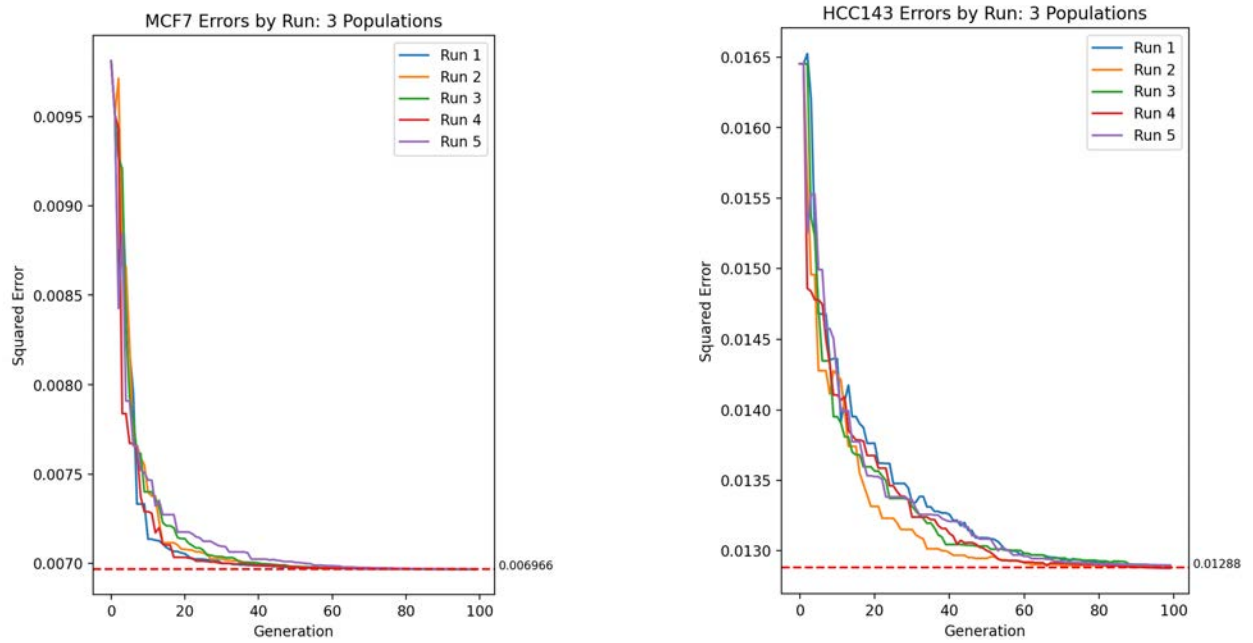 MCF7 Errors by Run: 3 Populations
Run 1
Run 2
Run 3
Run 4
Run 5
0.0095
0.0090
0.0085
0.0080
0.0075
0.0070
Squared Error
0.006966
0 20 40 60 80 100
Generation
HCC143 Errors by Run: 3 Populations
Run 1
Run 2
Run 3
Run 4
Run 5
0.0165
0.0160
0.0155
0.0150
0.0145
0.0140
0.0135
0.0130
Squared Error
0.01288
0 20 40 60 80 100
Generation